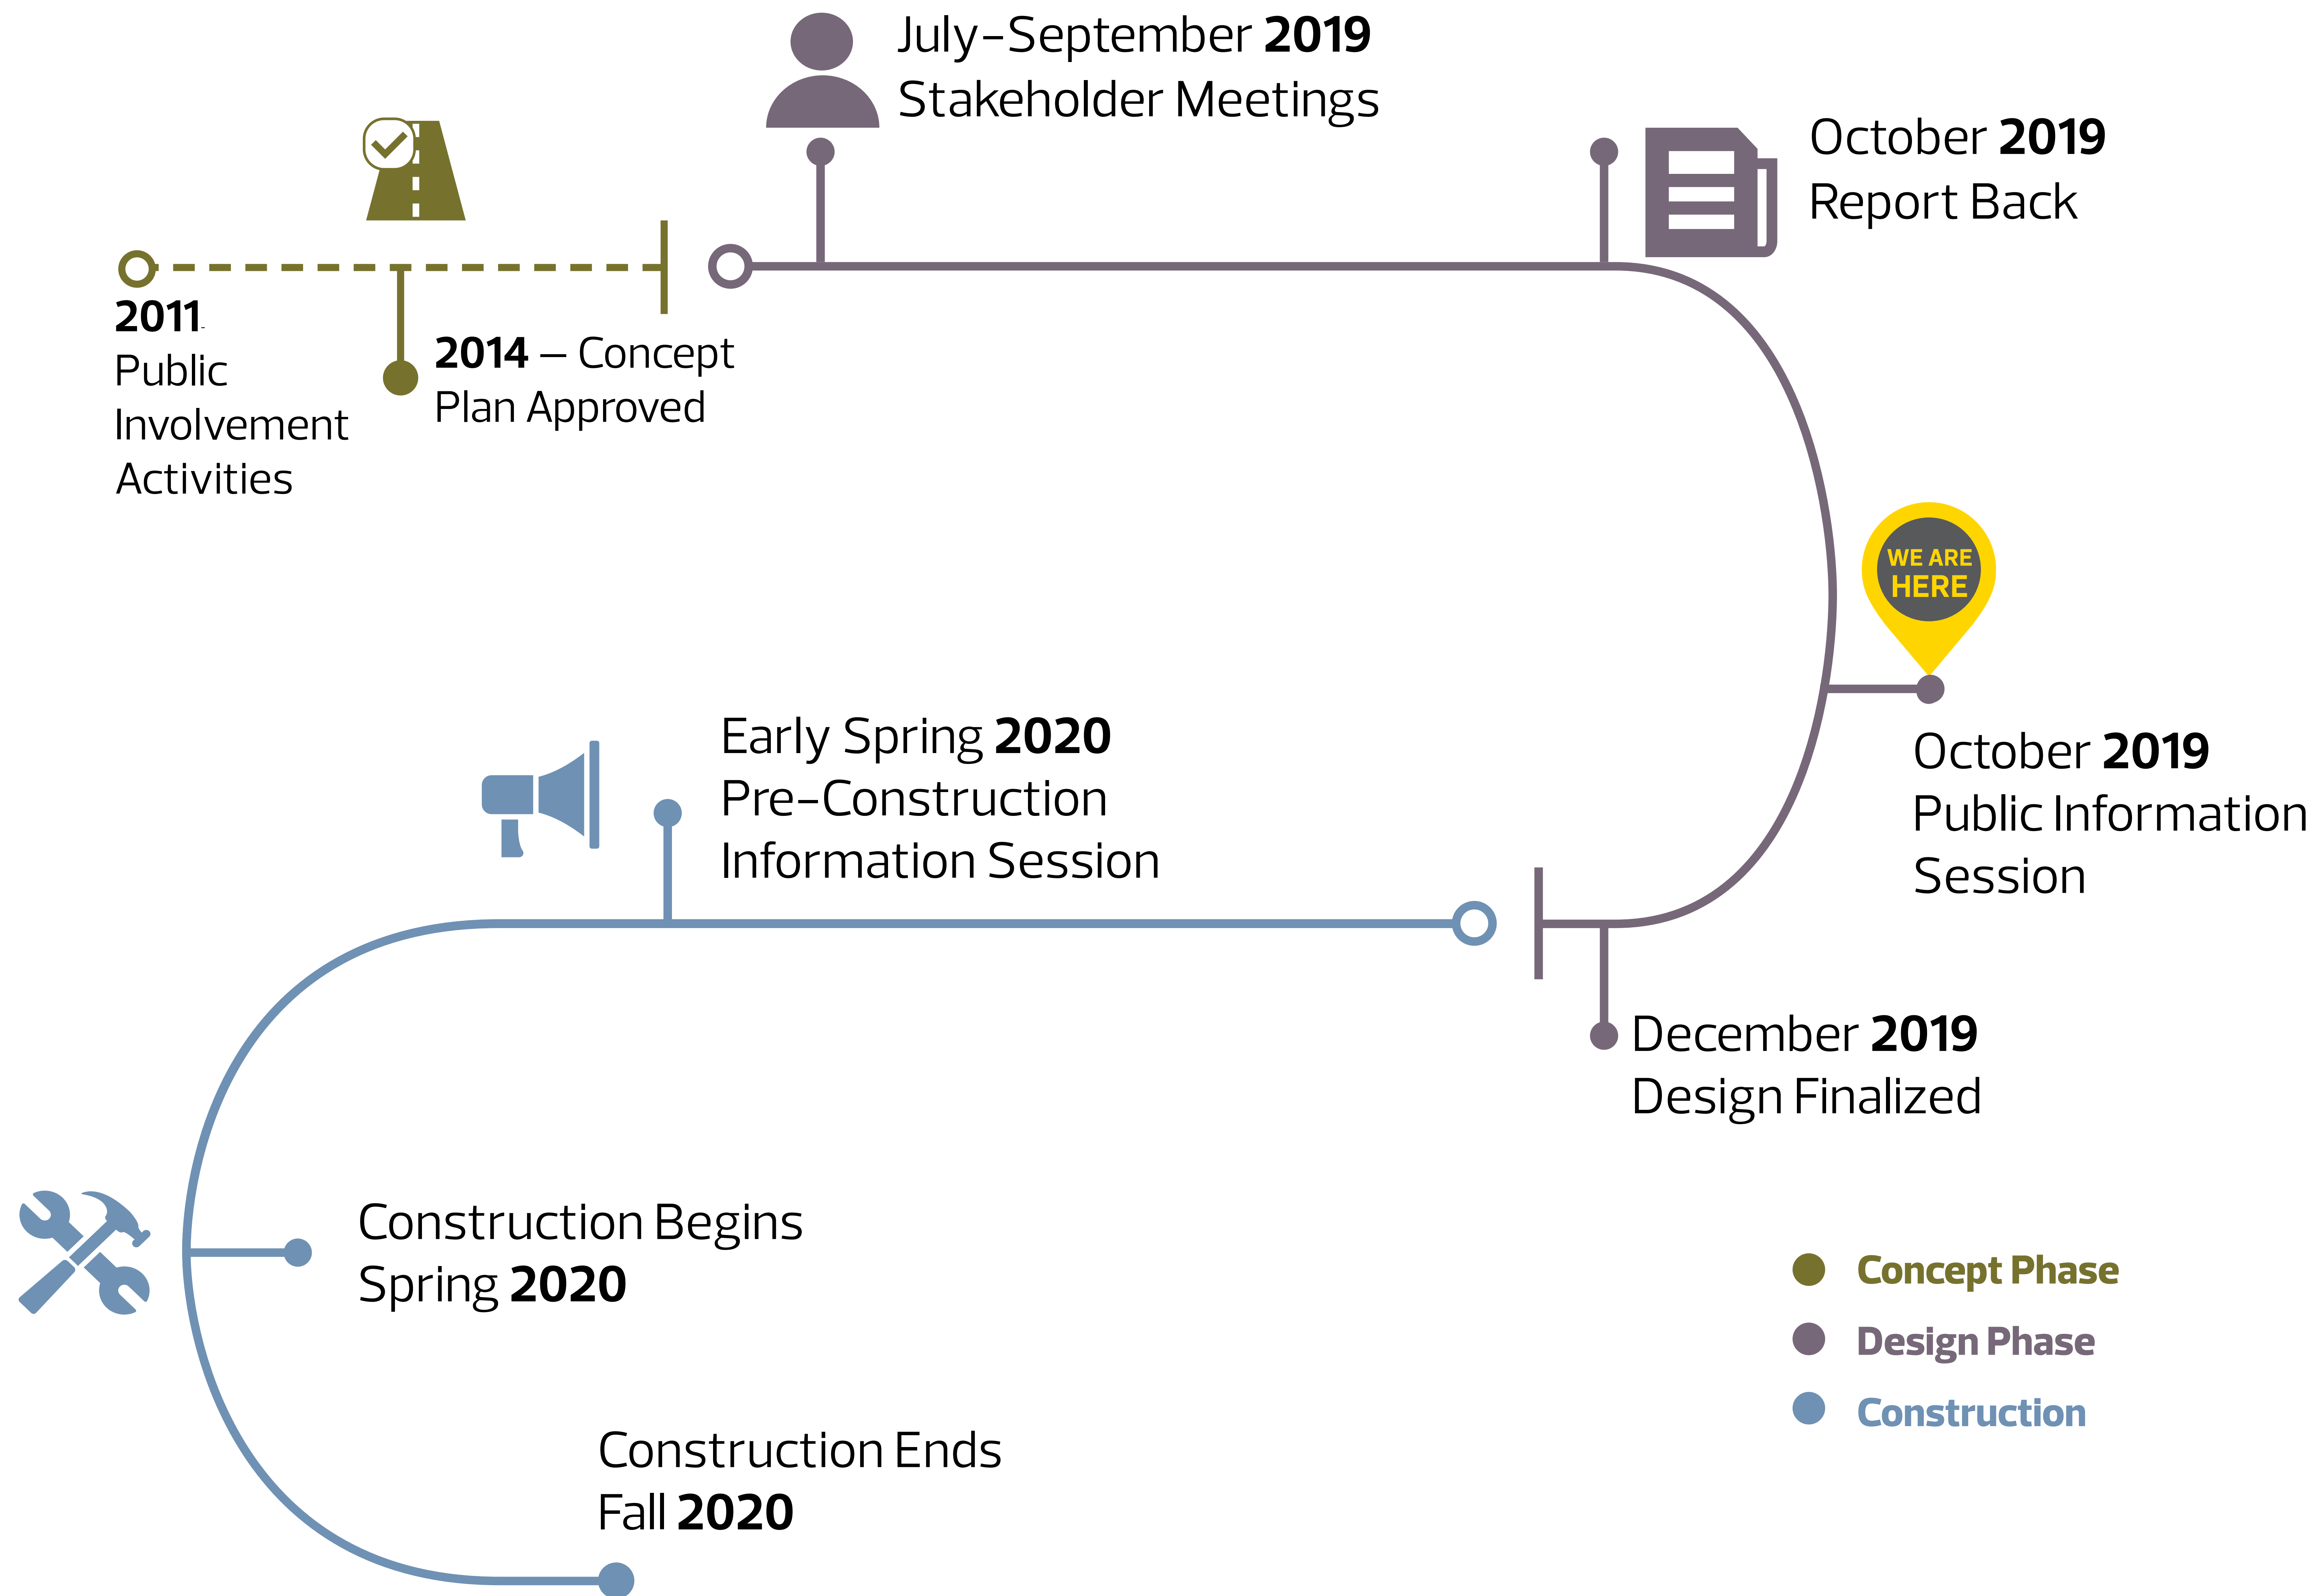 July–September 2019
Stakeholder Meetings
October 2019
Report Back
2011
Public
Involvement
Activities
2014 – Concept
Plan Approved
WE ARE
HERE
October 2019
Public Information
Session
Early Spring 2020
Pre-Construction
Information Session
December 2019
Design Finalized
Construction Begins
Spring 2020
Construction Ends
Fall 2020
Concept Phase
Design Phase
Construction